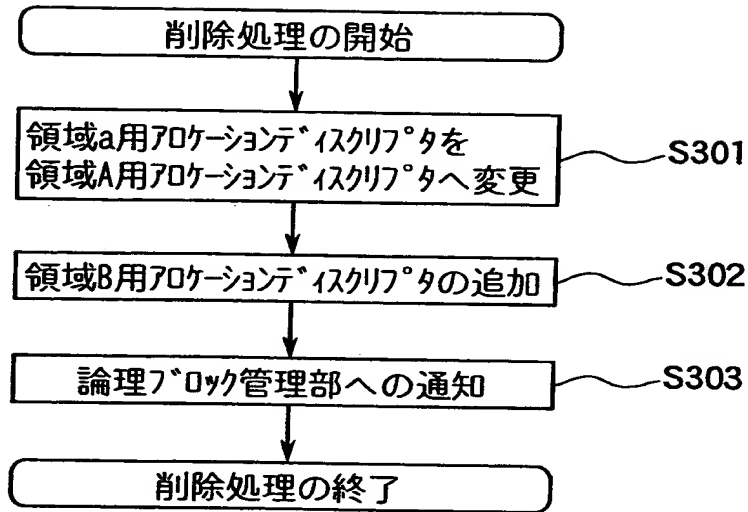 削除処理の開始
領域a用ｱﾛｹｰｼｮﾝﾃﾞｨｽｸﾘﾌﾟﾀを
領域A用ｱﾛｹｰｼｮﾝﾃﾞｨｽｸﾘﾌﾟﾀへ変更
S301
領域B用ｱﾛｹｰｼｮﾝﾃﾞｨｽｸﾘﾌﾟﾀの追加
S302
論理ﾌﾞﾛｯｸ管理部への通知
S303
削除処理の終了